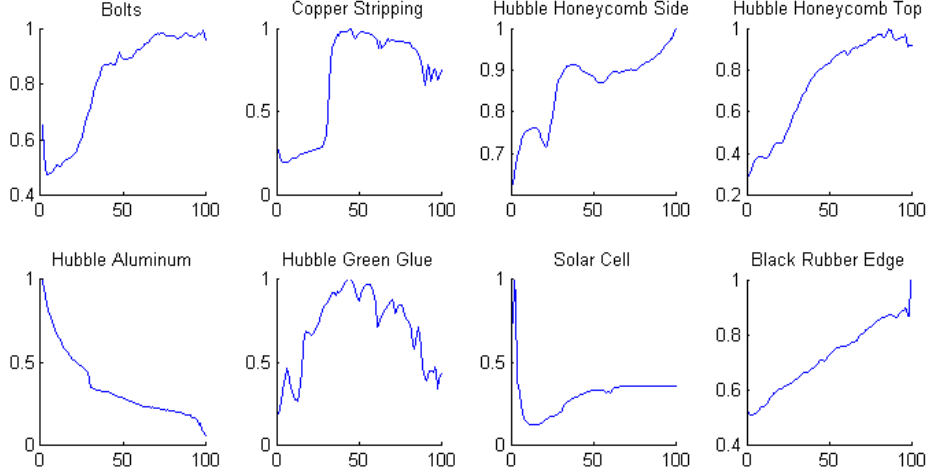 Bolts Copper Stripping Hubble Honeycomb Side Hubble Honeycomb Top
1 1 1 1
0.8 0.5 0.9 0.8
0.6 0 0.8 0.6
0.4 0.7 0.4
0.2
0 50 100 0 50 100 0 50 100 0 50 100
Hubble Aluminum Hubble Green Glue Solar Cell Black Rubber Edge
1 1 1 1
0.5 0.5 0.5 0.8
0 0 0 0.6
0.4
0 50 100 0 50 100 0 50 100 0 50 100